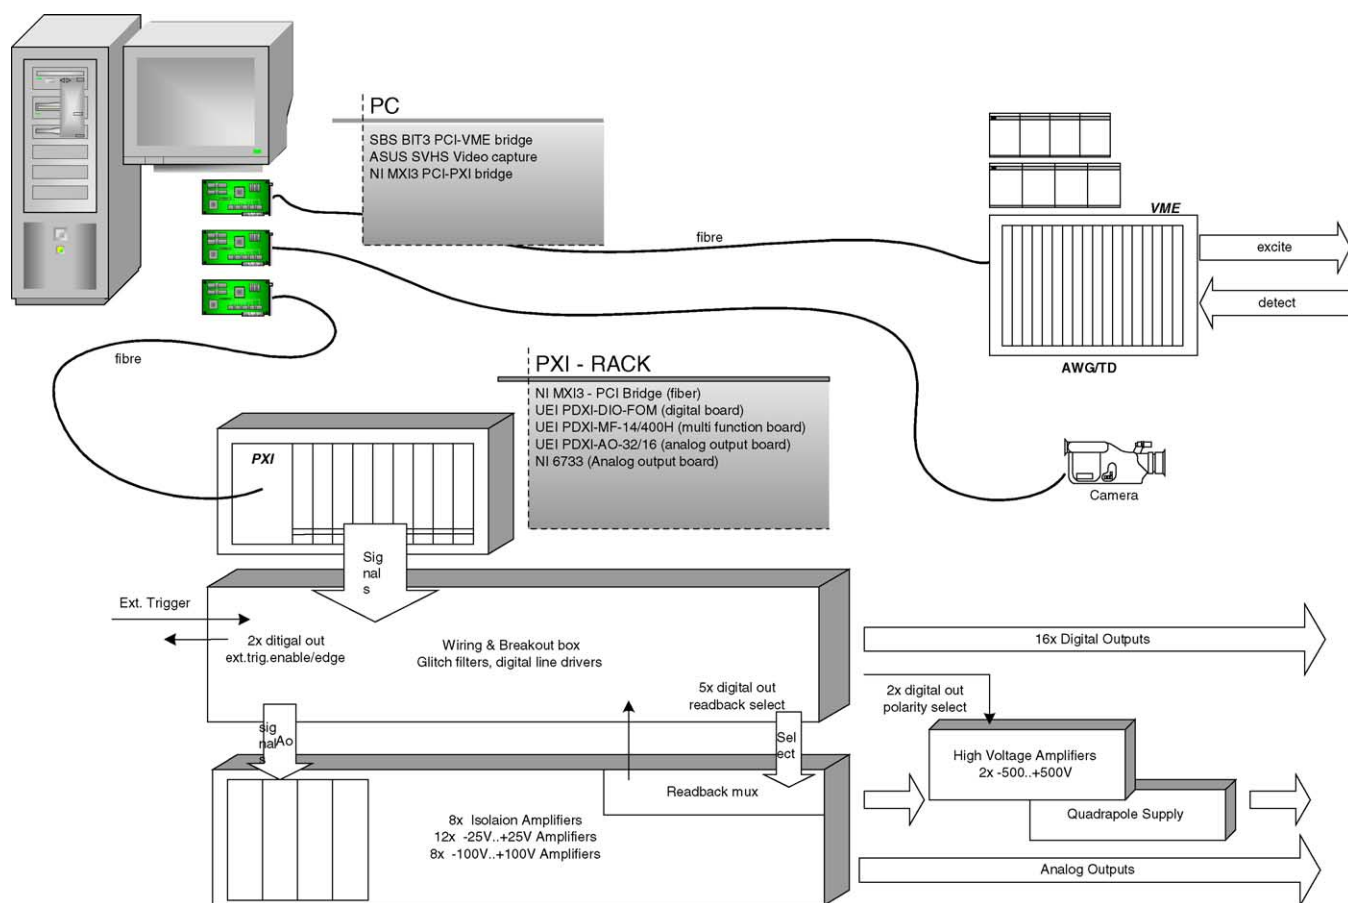 PC
SBS BIT3 PCI-VME bridge
ASUS SVHS Video capture
NI MXI3 PCI-PXI bridge
VME
fibre
excite
detect
AWG/TD
fibre
PXI - RACK
NI MXI3 - PCI Bridge (fiber)
UEI PDXI-DIO-FOM (digital board)
UEI PDXI-MF-14/400H (multi function board)
UEI PDXI-AO-32/16 (analog output board)
NI 6733 (Analog output board)
PXI
Camera
Sig
nal
s
Ext. Trigger
2x ditigal out
ext.trig.enable/edge
Wiring & Breakout box
Glitch filters, digital line drivers
16x Digital Outputs
5x digital out
readback select
2x digital out
polarity select
sig
nal
s
Ao
Sel
ect
High Voltage Amplifiers
2x -500..+500V
Readback mux
Quadrapole Supply
8x Isolaion Amplifiers
12x -25V..+25V Amplifiers
8x -100V..+100V Amplifiers
Analog Outputs